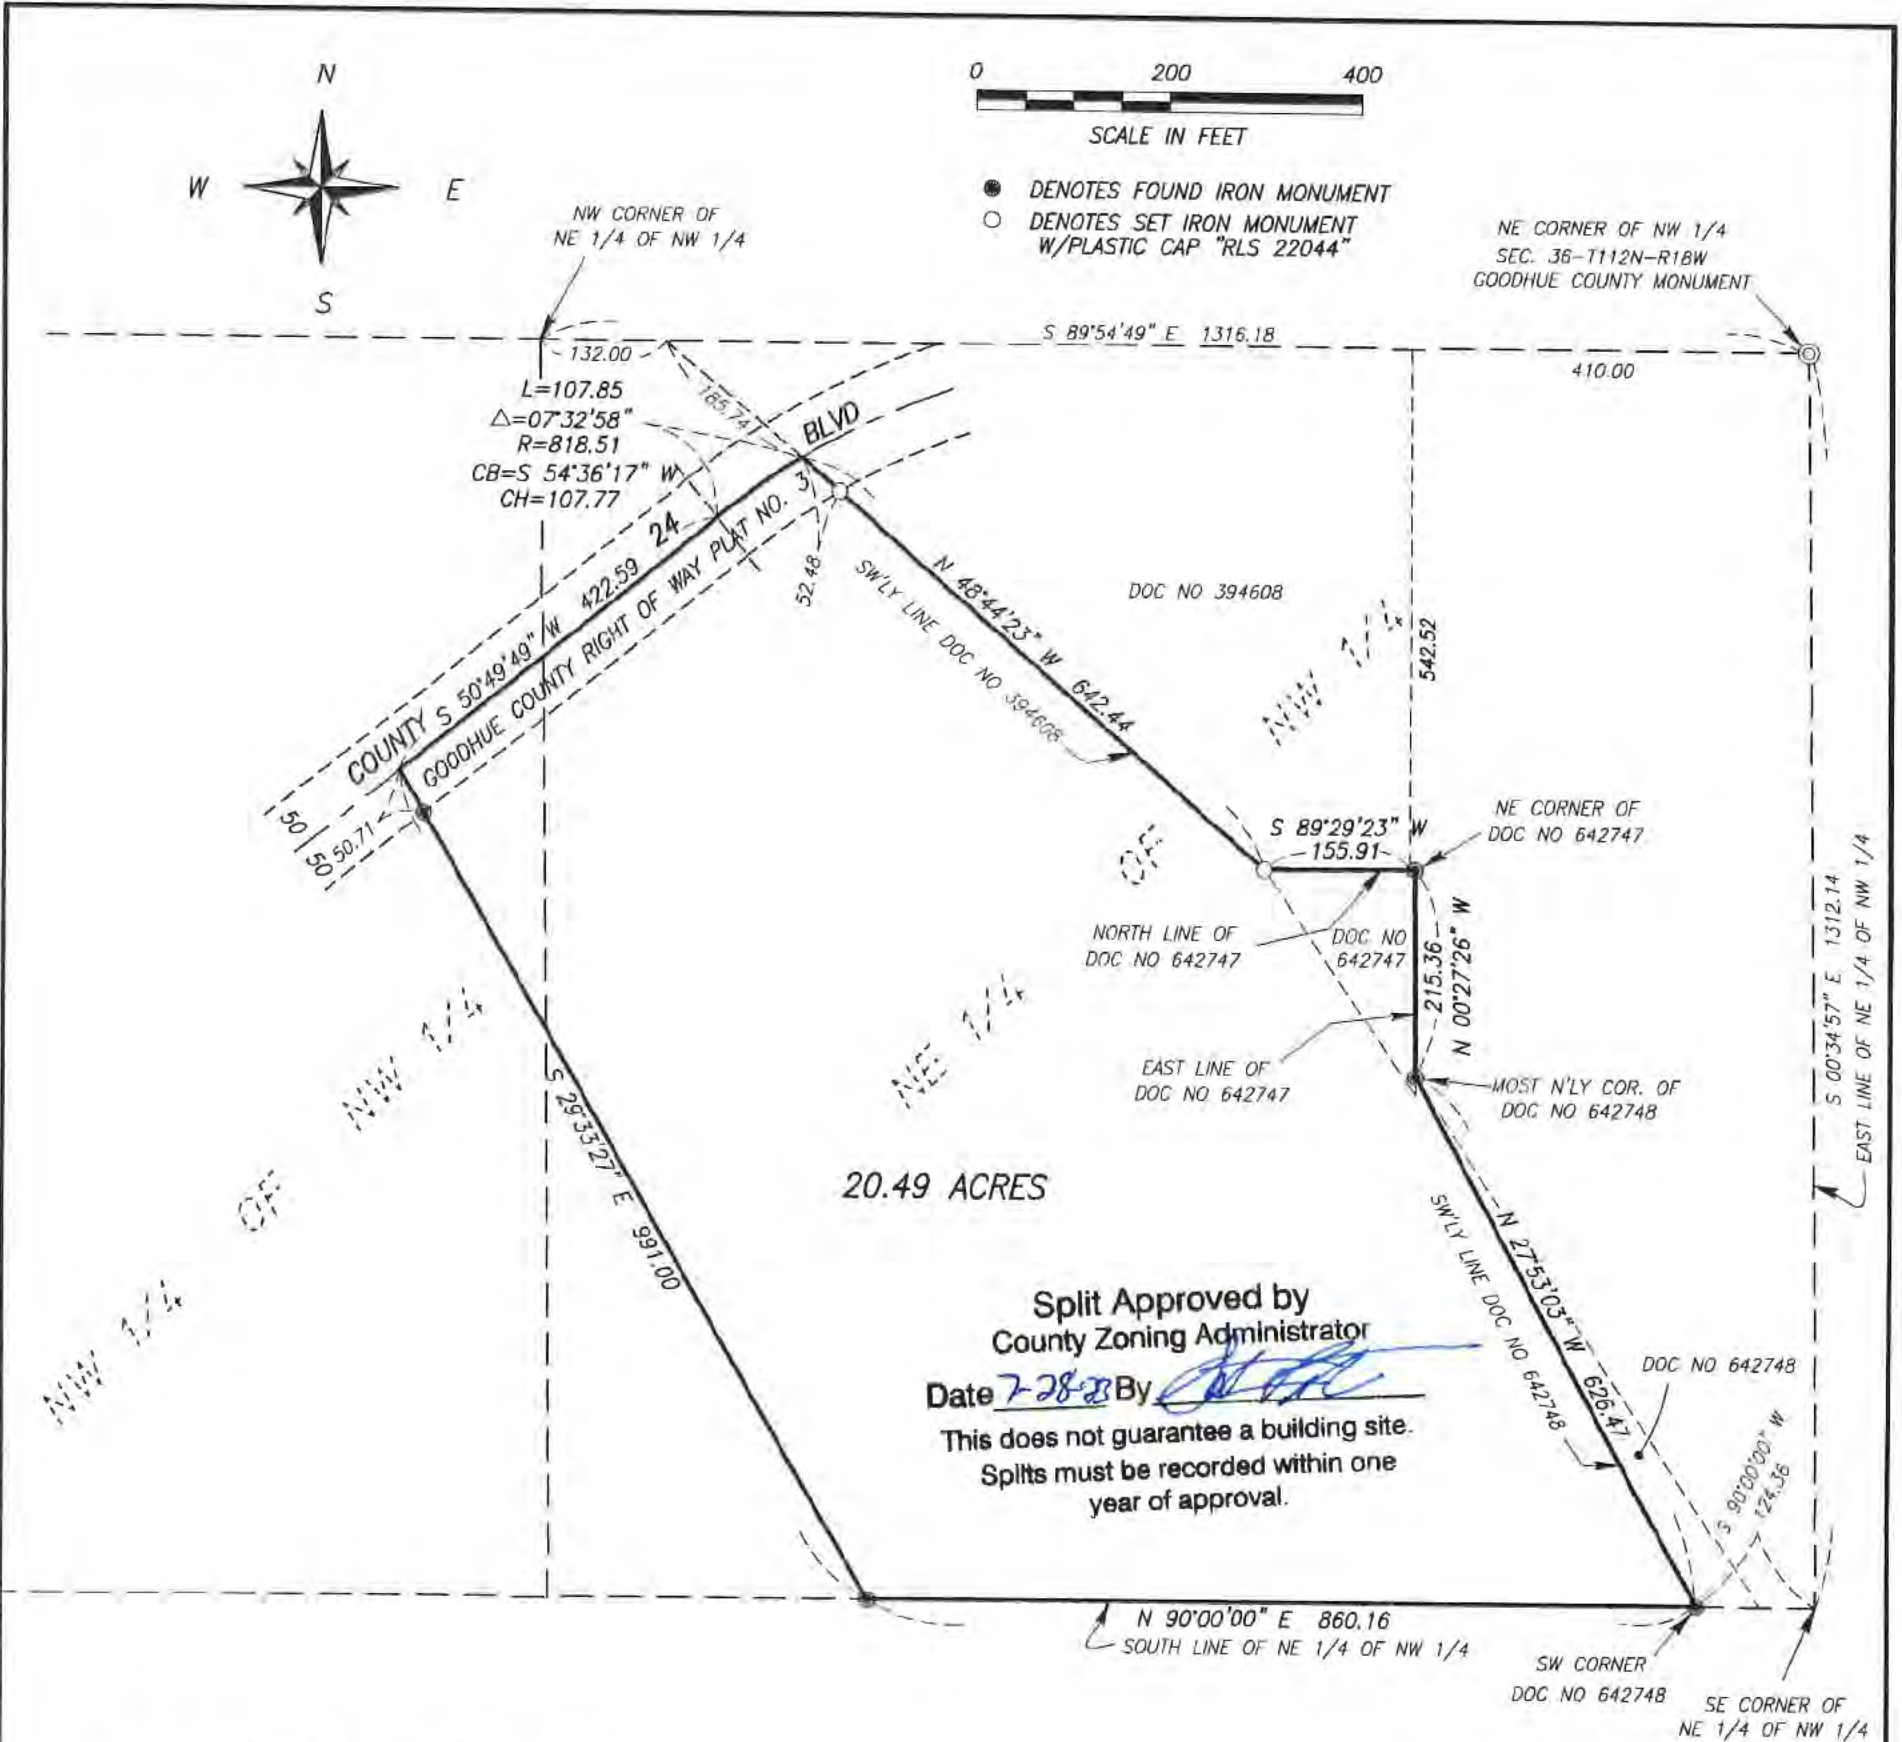 N
W
E
S
0 200 400
SCALE IN FEET
DENOTES FOUND IRON MONUMENT
DENOTES SET IRON MONUMENT
W/PLASTIC CAP "RLS 22044"
NW CORNER OF
NE 1/4 OF NW 1/4
NE CORNER OF NW 1/4
SEC. 36-T112N-R18W
GOODHUE COUNTY MONUMENT
S 89°54'49" E 1316.18
132.00
410.00
L=107.85
△=07°32'58"
R=818.51
CB=S 54°36'17" W
CH=107.77
185.74
BLVD
24
COUNTY
S 50°49'49" W 422.59
GOODHUE COUNTY RIGHT OF WAY PLAT NO. 3
52.48
50
50
50.71
N 48°44'23" W 642.44
SW'LY LINE DOC NO 394608
DOC NO 394608
542.52
NW 1/4
OF
NE 1/4
S 89°29'23" W
155.91
NE CORNER OF
DOC NO 642747
NORTH LINE OF
DOC NO 642747
DOC NO
642747
215.36
N 00°27'26" W
EAST LINE OF
DOC NO 642747
MOST N'LY COR. OF
DOC NO 642748
S 00°34'57" E 1312.14
EAST LINE OF NE 1/4 OF NW 1/4
NW 1/4
OF
NW 1/4
S 29°33'27" E 991.00
20.49 ACRES
Split Approved by
County Zoning Administrator
Date 7-28-23 By
This does not guarantee a building site.
Splits must be recorded within one
year of approval.
N 27°53'03" W 626.47
SW'LY LINE DOC NO 642748
DOC NO 642748
S 90°00'00" W
124.36
N 90°00'00" E 860.16
SOUTH LINE OF NE 1/4 OF NW 1/4
SW CORNER
DOC NO 642748
SE CORNER OF
NE 1/4 OF NW 1/4